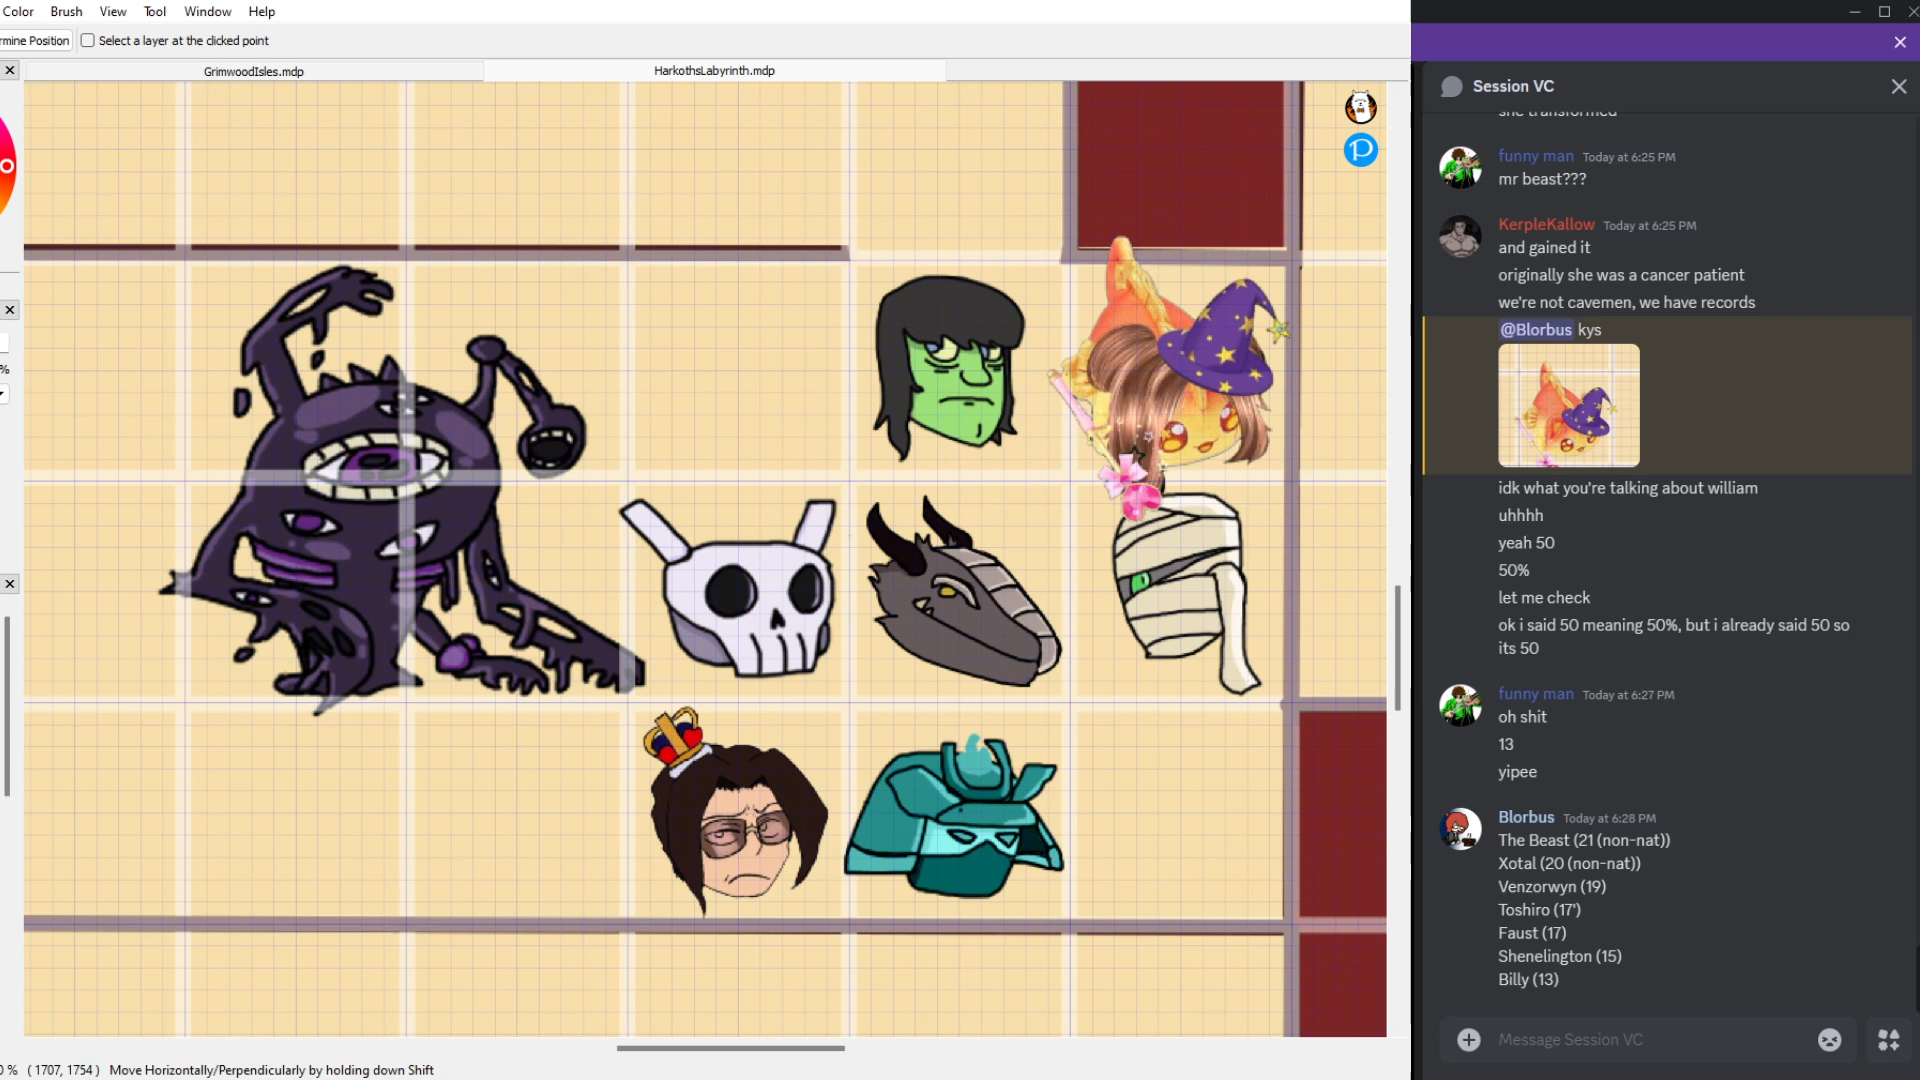 Color Brush View Tool Window Help
rmine Position Select a layer at the clicked point
GrimwoodIsles.mdp HarkothsLabyrinth.mdp
%
0 % ( 1707, 1754 ) Move Horizontally/Perpendicularly by holding down Shift
Session VC
she transformed
funny man Today at 6:25 PM
mr beast???
KerpleKallow Today at 6:25 PM
and gained it
originally she was a cancer patient
we're not cavemen, we have records
@Blorbus kys
idk what you're talking about william
uhhhh
yeah 50
50%
let me check
ok i said 50 meaning 50%, but i already said 50 so
its 50
funny man Today at 6:27 PM
oh shit
13
yipee
Blorbus Today at 6:28 PM
The Beast (21 (non-nat))
Xotal (20 (non-nat))
Venzorwyn (19)
Toshiro (17')
Faust (17)
Shenelington (15)
Billy (13)
Message Session VC